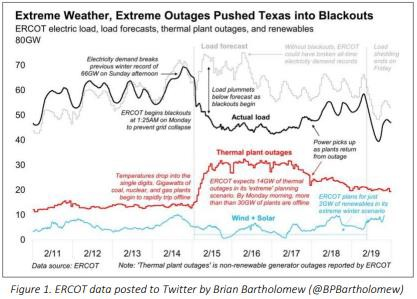 Extreme Weather, Extreme Outages Pushed Texas into Blackouts
ERCOT electric load, load forecasts, thermal plant outages, and renewables
80GW
Electricity demand breaks
previous winter record of
66GW on Sunday afternoon
Load forecast
Without blackouts, ERCOT
could have broken all-time
electricity demand records
Load
shedding
ends on
Friday
ERCOT begins blackouts
at 1:25AM on Monday
to prevent grid collapse
Load plummets
below forecast as
blackouts begin
Actual load
Power picks up
as plants return
from outage
Thermal plant outages
Temperatures drop into the
single digits. Gigawatts of
coal, nuclear, and gas plants
begin to rapidly trip offline
ERCOT expects 14GW of thermal
outages in its 'extreme' planning
scenario. By Monday morning, more
than than 30GW of plants are offline
ERCOT plans for just
3GW of renewables in its
extreme winter scenario
Wind + Solar
2/11
2/12
2/13
2/14
2/15
2/16
2/17
2/18
2/19
Data source: ERCOT
Note: 'Thermal plant outages' is non-renewable generator outages reported by ERCOT
Figure 1. ERCOT data posted to Twitter by Brian Bartholomew (@BPBartholomew)